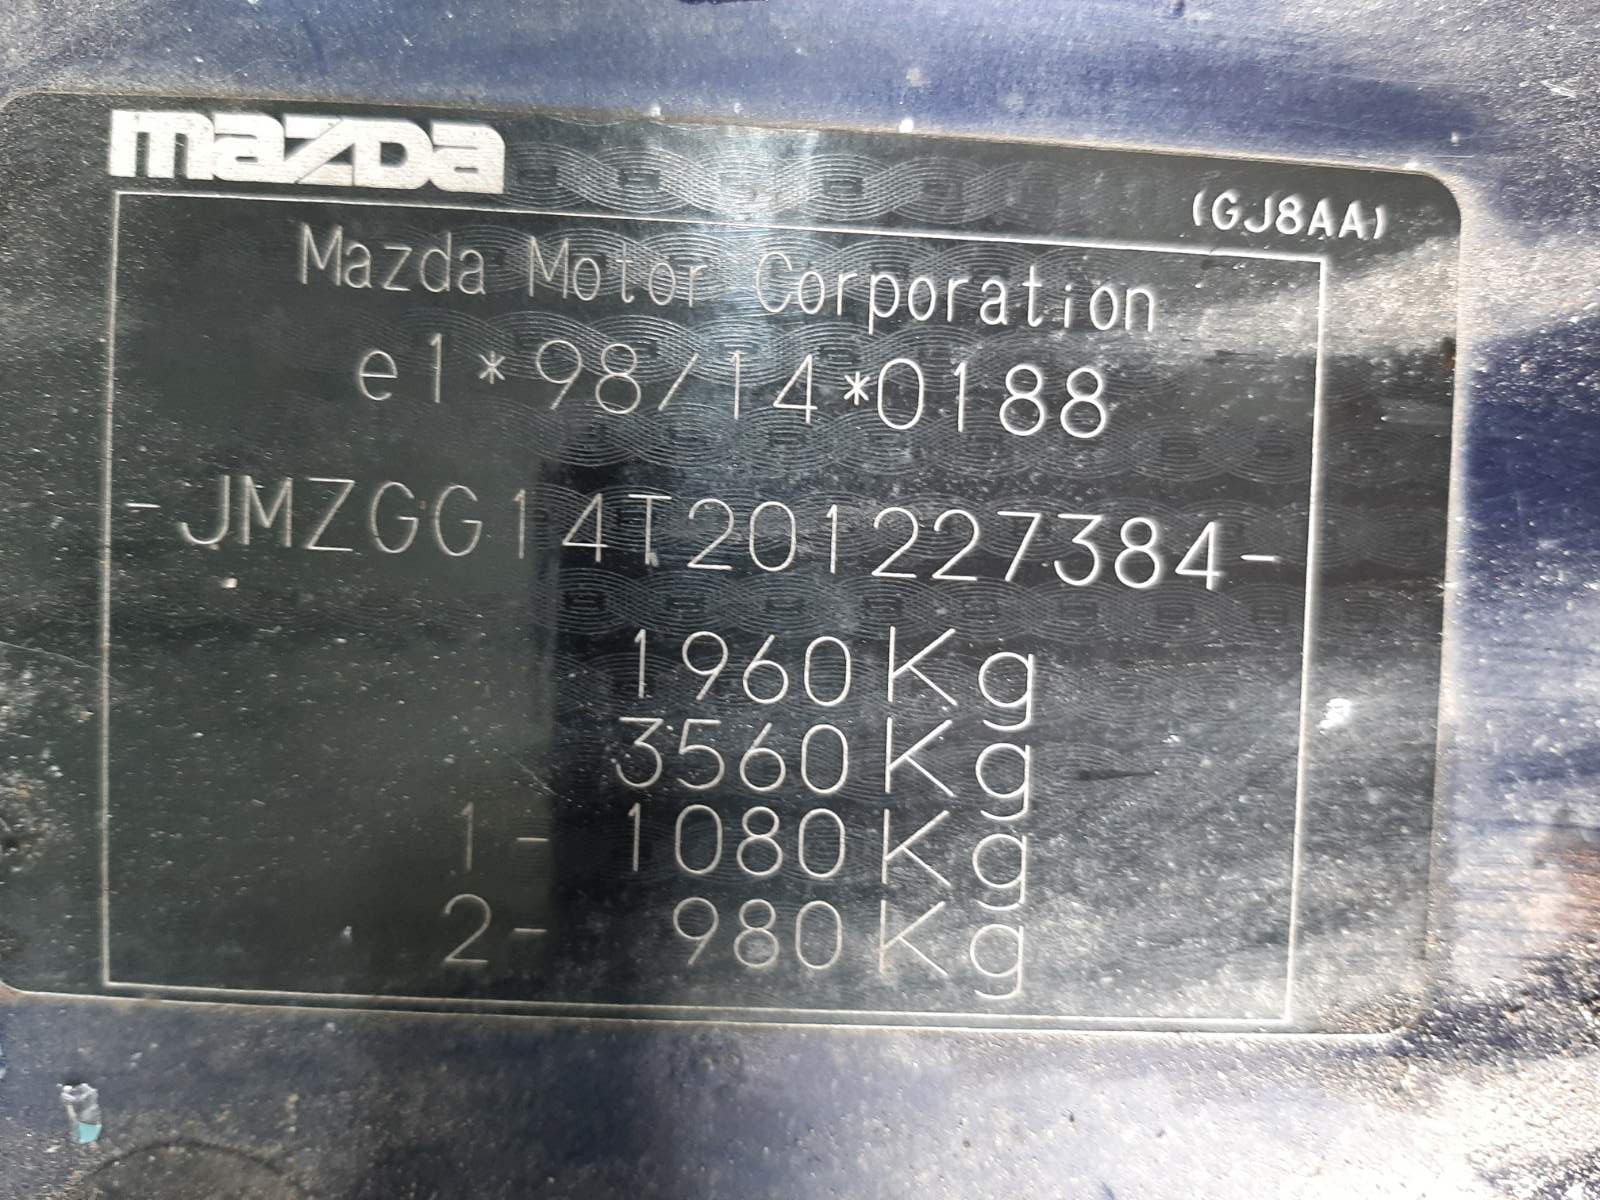 mazDa
(GJ8AA)
Mazda Motor Corporation
e1*98/14*0188
-JMZGG14T201227384-
1960Kg
3560Kg
1- 1080Kg
2- 980Kg